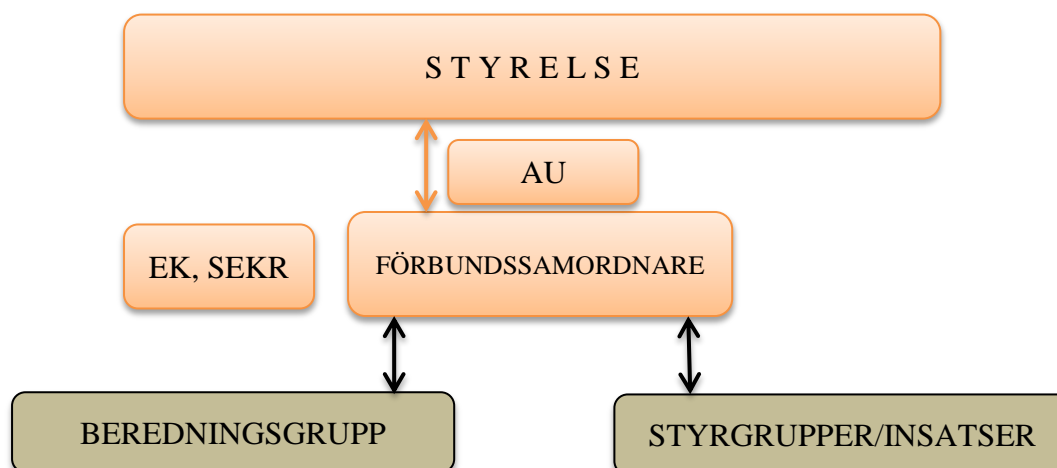 S T Y R E L S E
AU
EK, SEKR
FÖRBUNDSSAMORDNARE
BEREDNINGSGRUPP
STYRGRUPPER/INSATSER